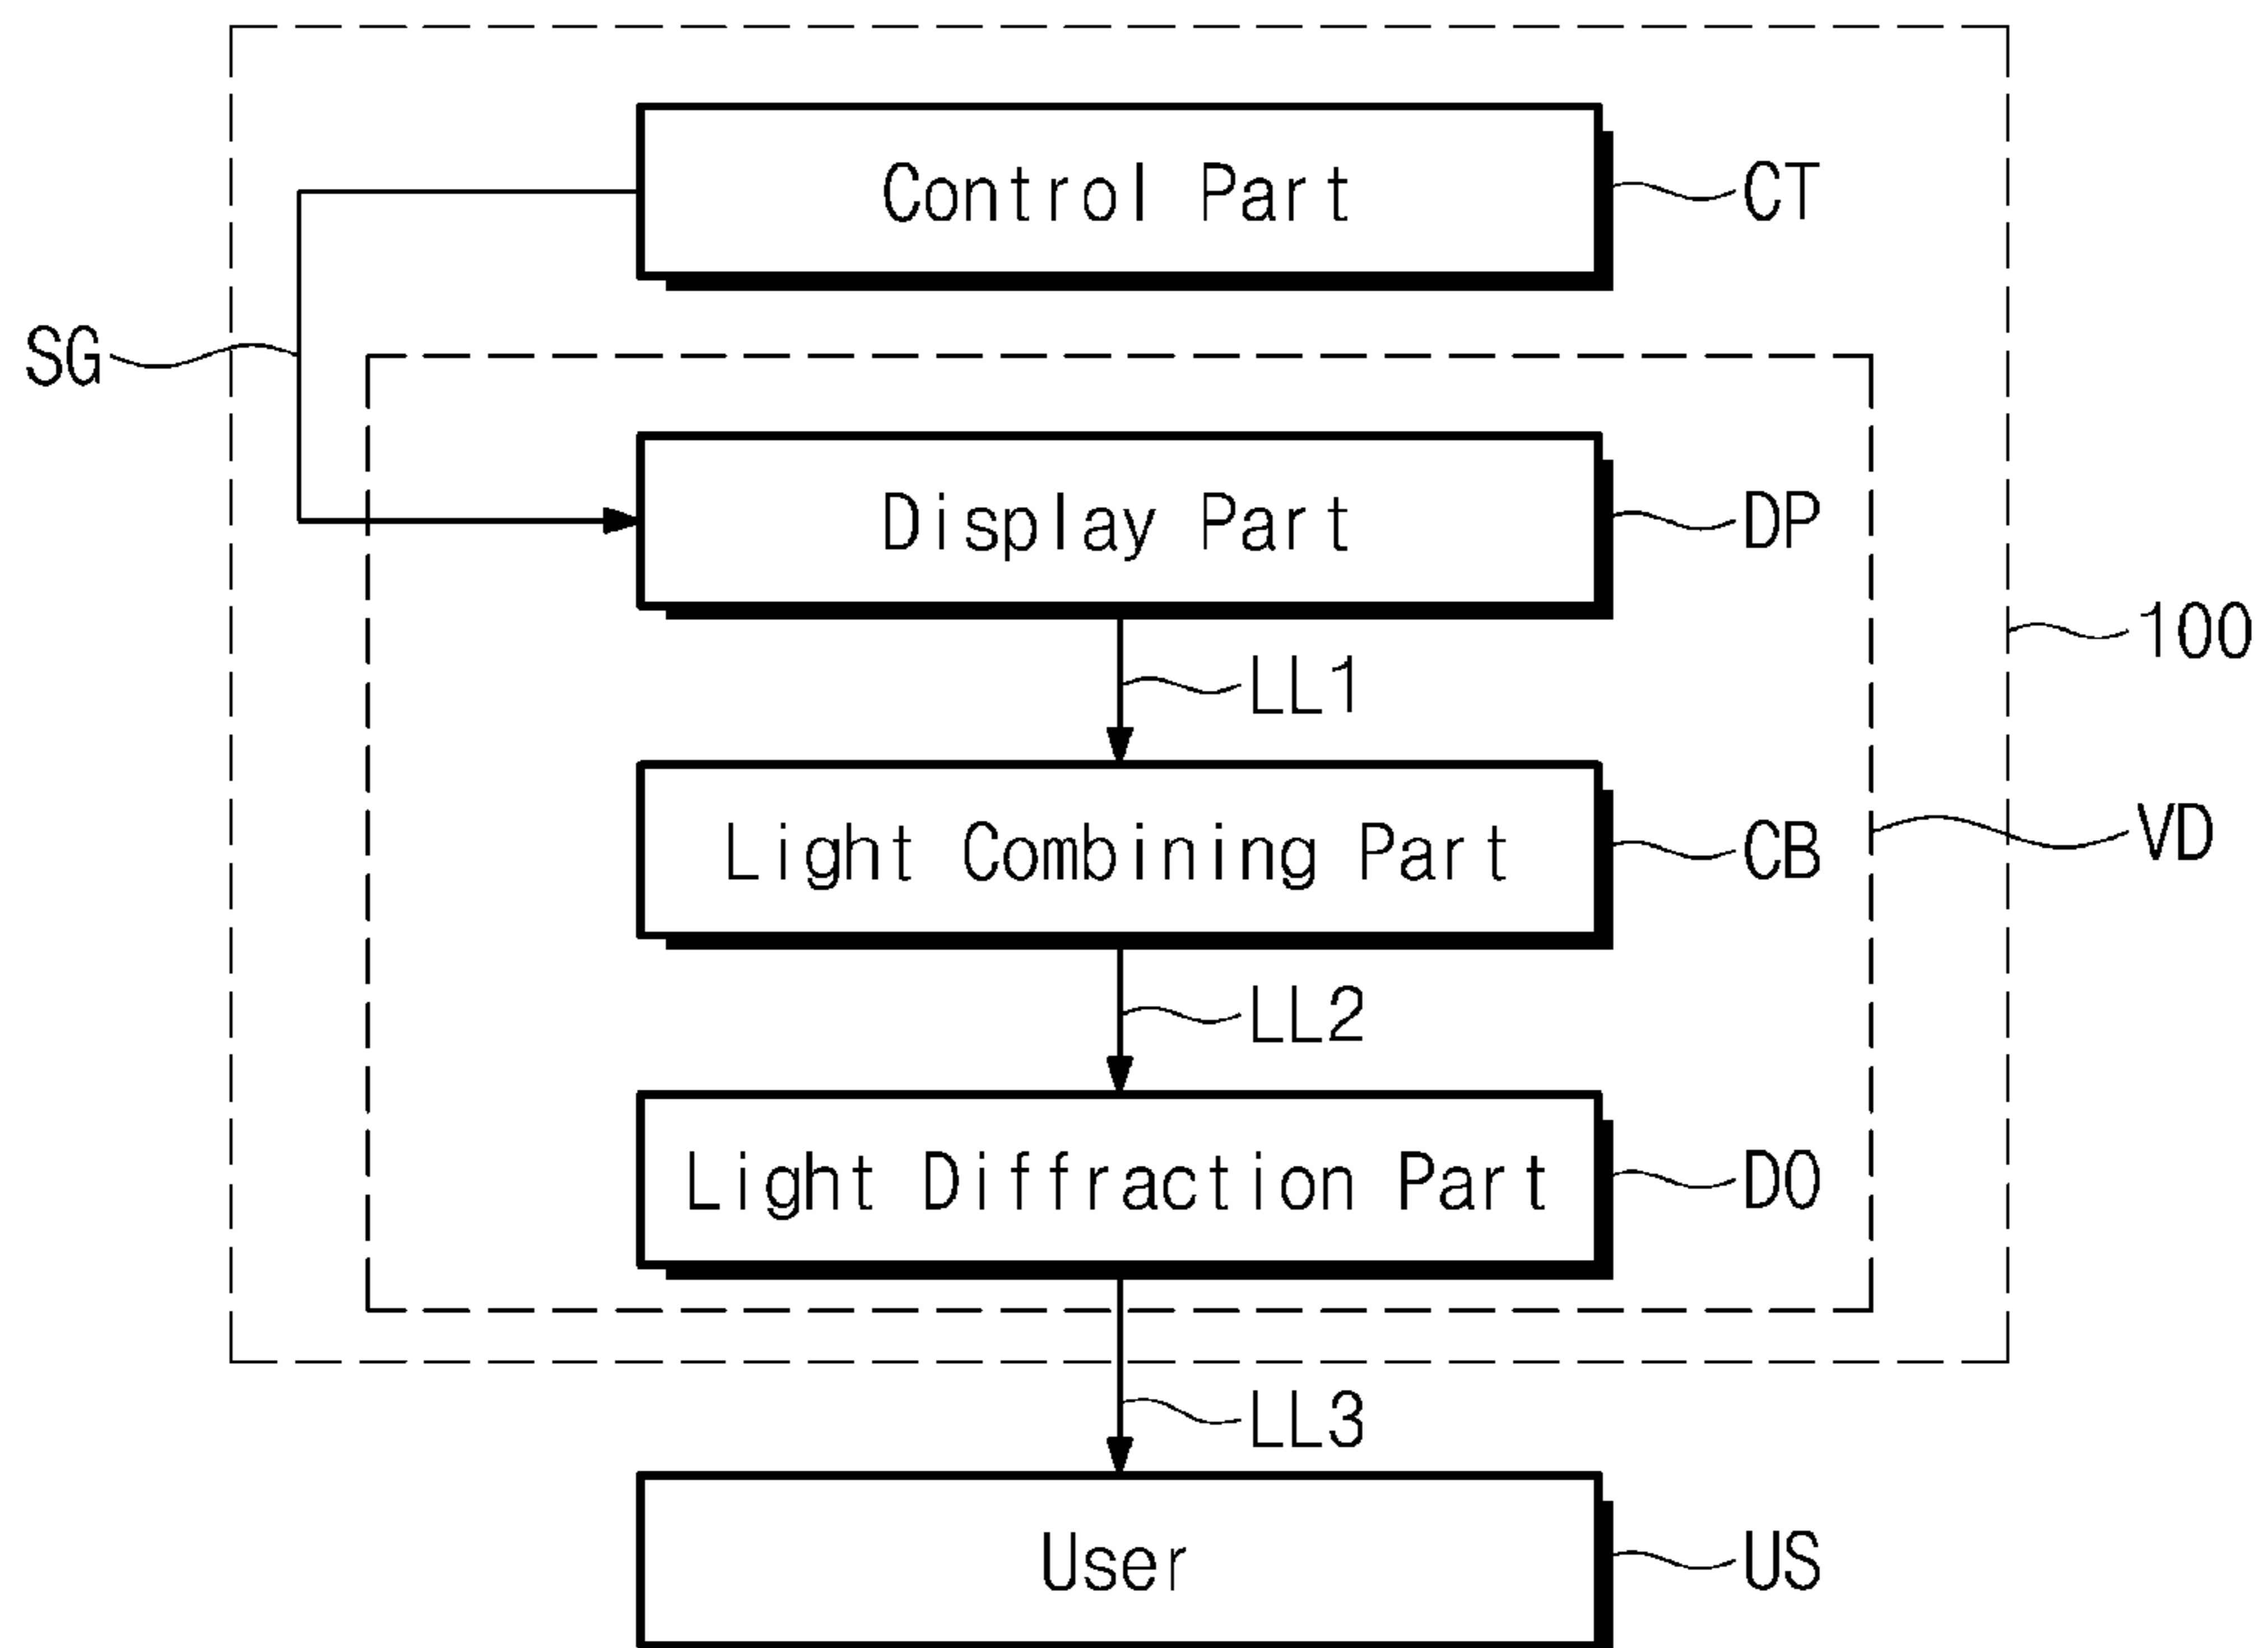 Control Part
CT
SG
Display Part
DP
100
LL1
Light Combining Part
CB
VD
LL2
Light Diffraction Part
DO
LL3
User
US